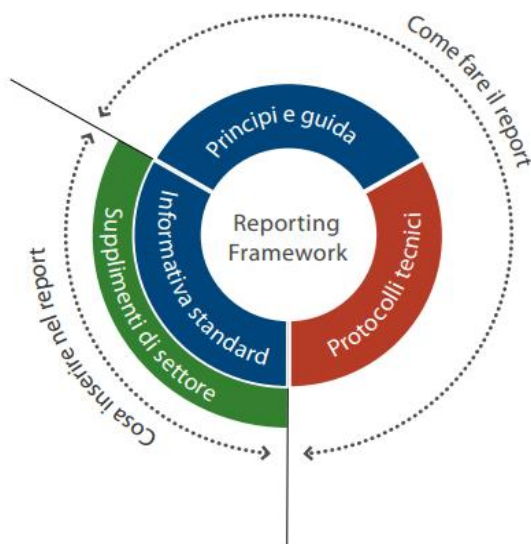 Come fare il report
Principi e guida
Reporting
Framework
Protocolli tecnici
Informativa standard
Supplimenti di settore
Cosa inserire nel report